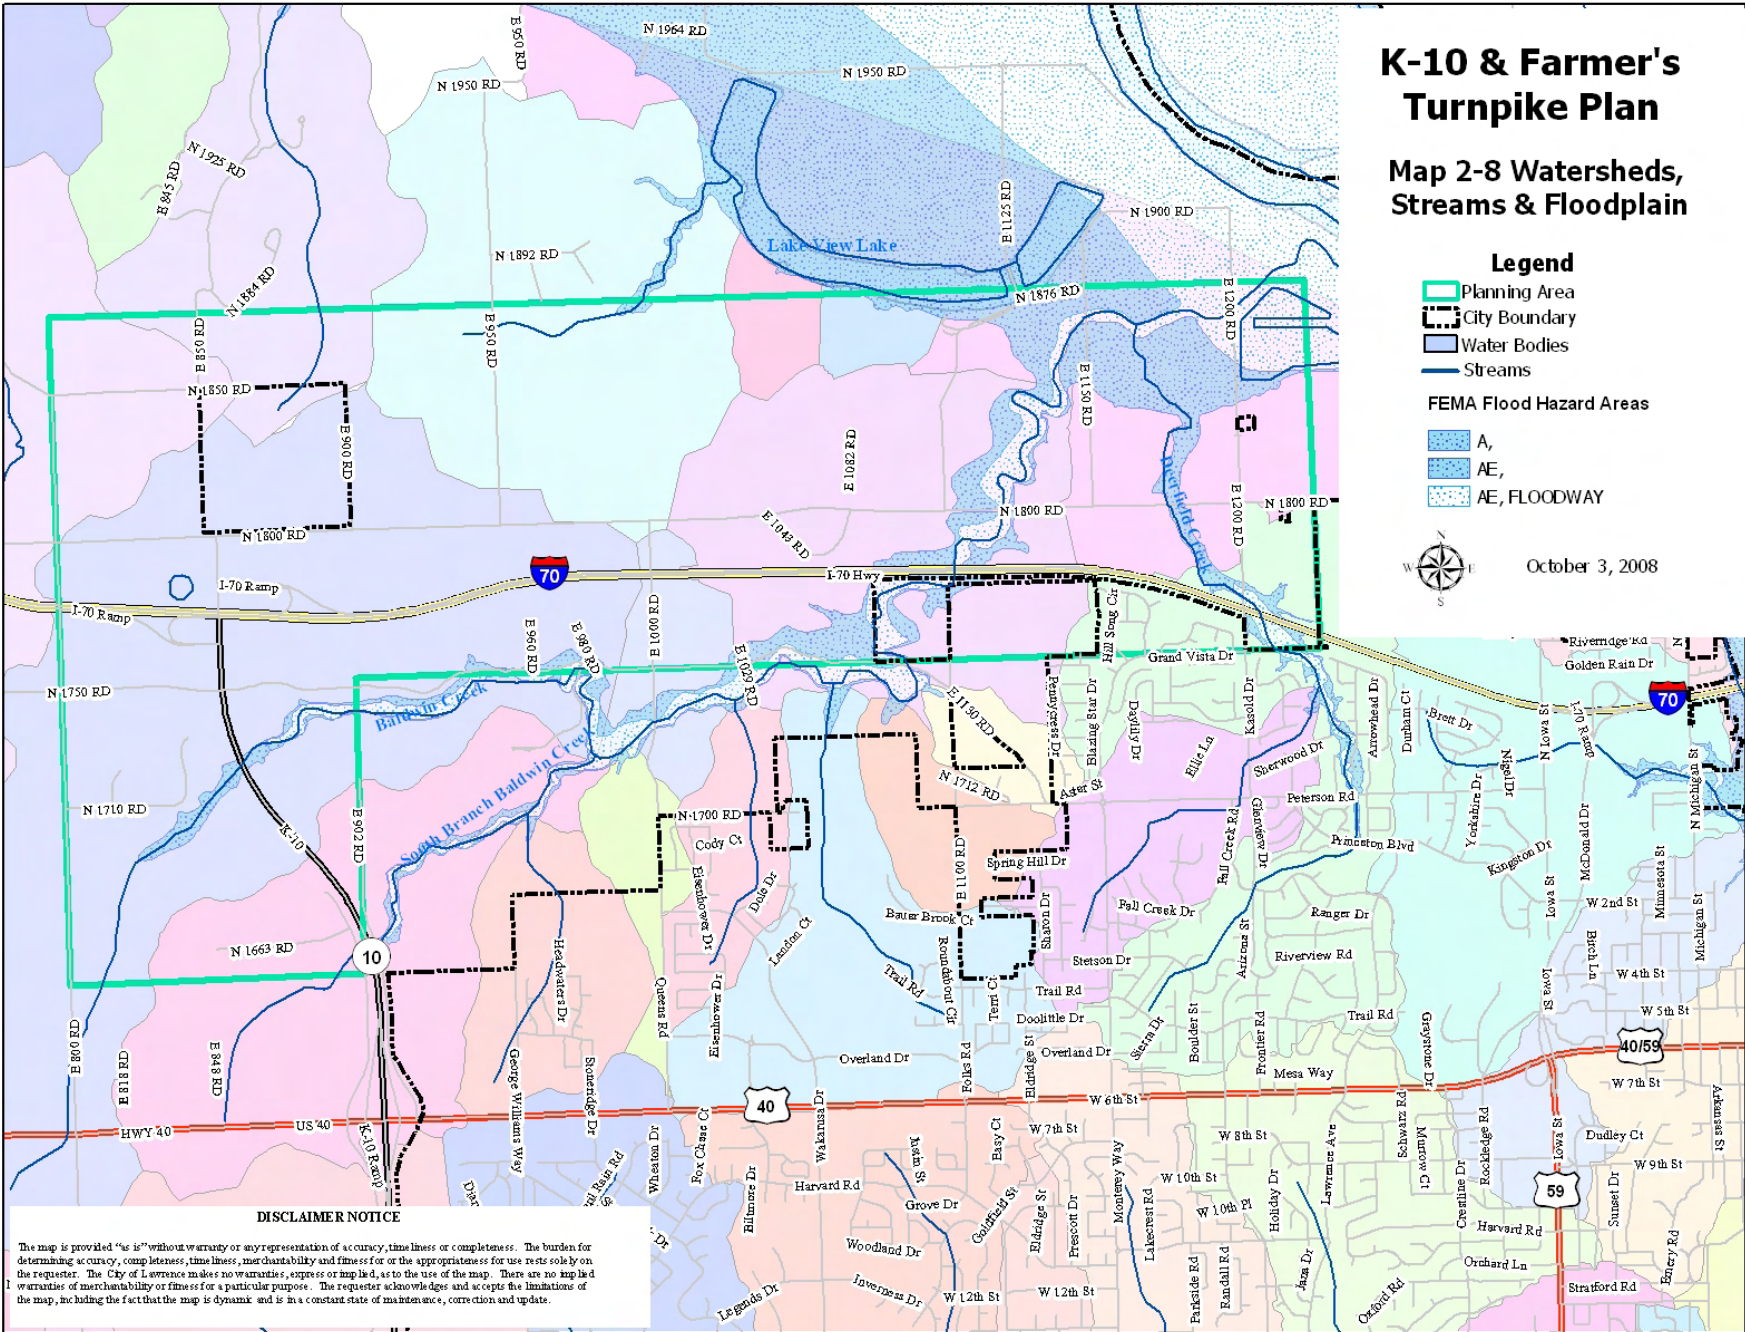 K-10 & Farmer's
Turnpike Plan
Map 2-8 Watersheds,
Streams & Floodplain
Legend
Planning Area
City Boundary
Water Bodies
Streams
FEMA Flood Hazard Areas
A,
AE,
AE, FLOODWAY
N
W
E
S
October 3, 2008
N 1964 RD
E 950 RD
N 1950 RD
N 1950 RD
N 1925 RD
E 845 RD
E 1125 RD
N 1900 RD
Lake View Lake
N 1892 RD
N 1884 RD
N 1876 RD
E 1200 RD
E 850 RD
E 950 RD
N 1850 RD
E 1150 RD
E 900 RD
E 1082 RD
Deerfield Creek
E 1200 RD
N 1800 RD
N 1800 RD
N 1800 RD
E 1043 RD
70
I-70 Hwy
I-70 Ramp
I-70 Ramp
E 960 RD
E 980 RD
E 1000 RD
Hill Song Cir
Riverridge Rd
N
Grand Vista Dr
Golden Rain Dr
E 1029 RD
N 1750 RD
Baldwin Creek
E 1130 RD
Pennycress Dr
Blazing Star Dr
Dayfily Dr
Kasold Dr
Arrowhead Dr
Durham Ct
Brett Dr
N Iowa St
I-70 Ramp
70
South Branch Baldwin Creek
Ellie Ln
Sherwood Dr
Nigel Dr
N Michigan St
N 1712 RD
Aster St
Peterson Rd
Yorkshire Dr
N 1710 RD
K-10
E 902 RD
N 1700 RD
Cody Ct
Fall Creek Rd
Glenview Dr
Princeton Blvd
Kingston Dr
McDonald Dr
E 1100 RD
Spring Hill Dr
Eisenhower Dr
Dole Dr
Iowa St
Minnesota St
Michigan St
Bauer Brook Ct
Sharon Dr
Fall Creek Dr
Ranger Dr
W 2nd St
Landon Ct
N 1663 RD
10
Headwaters Dr
Roundabout Cir
Arizona St
Riverview Rd
Birch Ln
Stetson Dr
W 4th St
Trail Rd
Terri Ct
Trail Rd
Queens Rd
Eisenhower Dr
Iowa St
W 5th St
Doolittle Dr
Trail Rd
E 800 RD
E 818 RD
E 848 RD
George Williams Way
Stoneridge Dr
Overland Dr
Folks Rd
Eldridge St
Overland Dr
Sierra Dr
Boulder St
Frontier Rd
Graystone Dr
40/59
Mesa Way
W 7th St
40
W 6th St
HWY 40
US 40
K-10 Ramp
Wheaton Dr
Fox Chase Ct
Wakarusa Dr
Justin St
Easy Ct
W 7th St
Monterey Way
W 8th St
Lawrence Ave
Schwarz Rd
Murrow Ct
Rockledge Rd
Iowa St
Dudley Ct
Arkansas St
W 9th St
Biltmore Dr
Harvard Rd
W 10th St
Grove Dr
Goldfield St
Eldridge St
Prescott Dr
Lakecrest Rd
W 10th Pl
Holiday Dr
Crestline Dr
59
Sunset Dr
Harvard Rd
Woodland Dr
Jana Dr
Orchard Ln
Emery Rd
Parkside Rd
Randall Rd
Legends Dr
Inverness Dr
W 12th St
W 12th St
Oxford Rd
Stratford Rd
DISCLAIMER NOTICE
The map is provided "as is" without warranty or any representation of accuracy, timeliness or completeness. The burden for
determining accuracy, completeness, timeliness, merchantability and fitness for or the appropriateness for use rests solely on
the requester. The City of Lawrence makes no warranties, express or implied, as to the use of the map. There are no implied
warranties of merchantability or fitness for a particular purpose. The requester acknowledges and accepts the limitations of
the map, including the fact that the map is dynamic and is in a constant state of maintenance, correction and update.